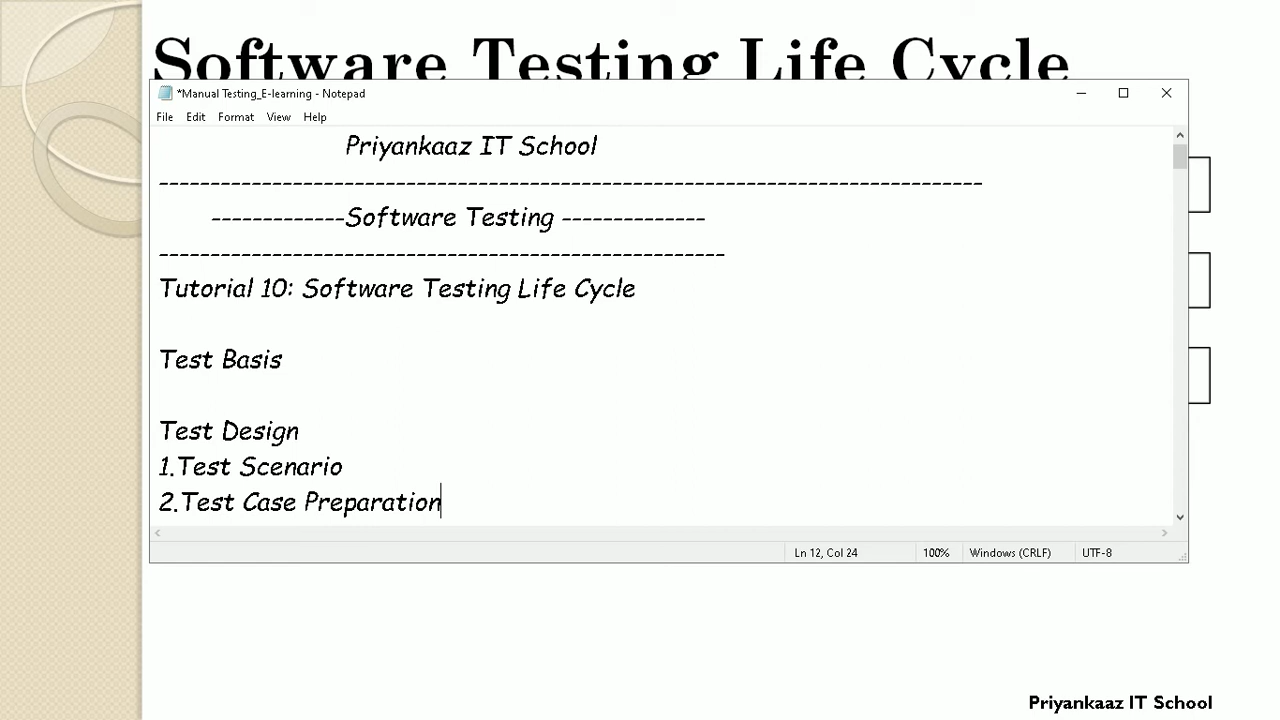 Software Testing Life Cycle
*Manual Testing_E-learning - Notepad
File Edit Format View Help
Priyankaaz IT School
--------------------------------------------------------------------------------
-------------Software Testing --------------
-------------------------------------------------------
Tutorial 10: Software Testing Life Cycle
Test Basis
Test Design
1.Test Scenario
2.Test Case Preparation
Ln 12, Col 24 100% Windows (CRLF) UTF-8
Priyankaaz IT School